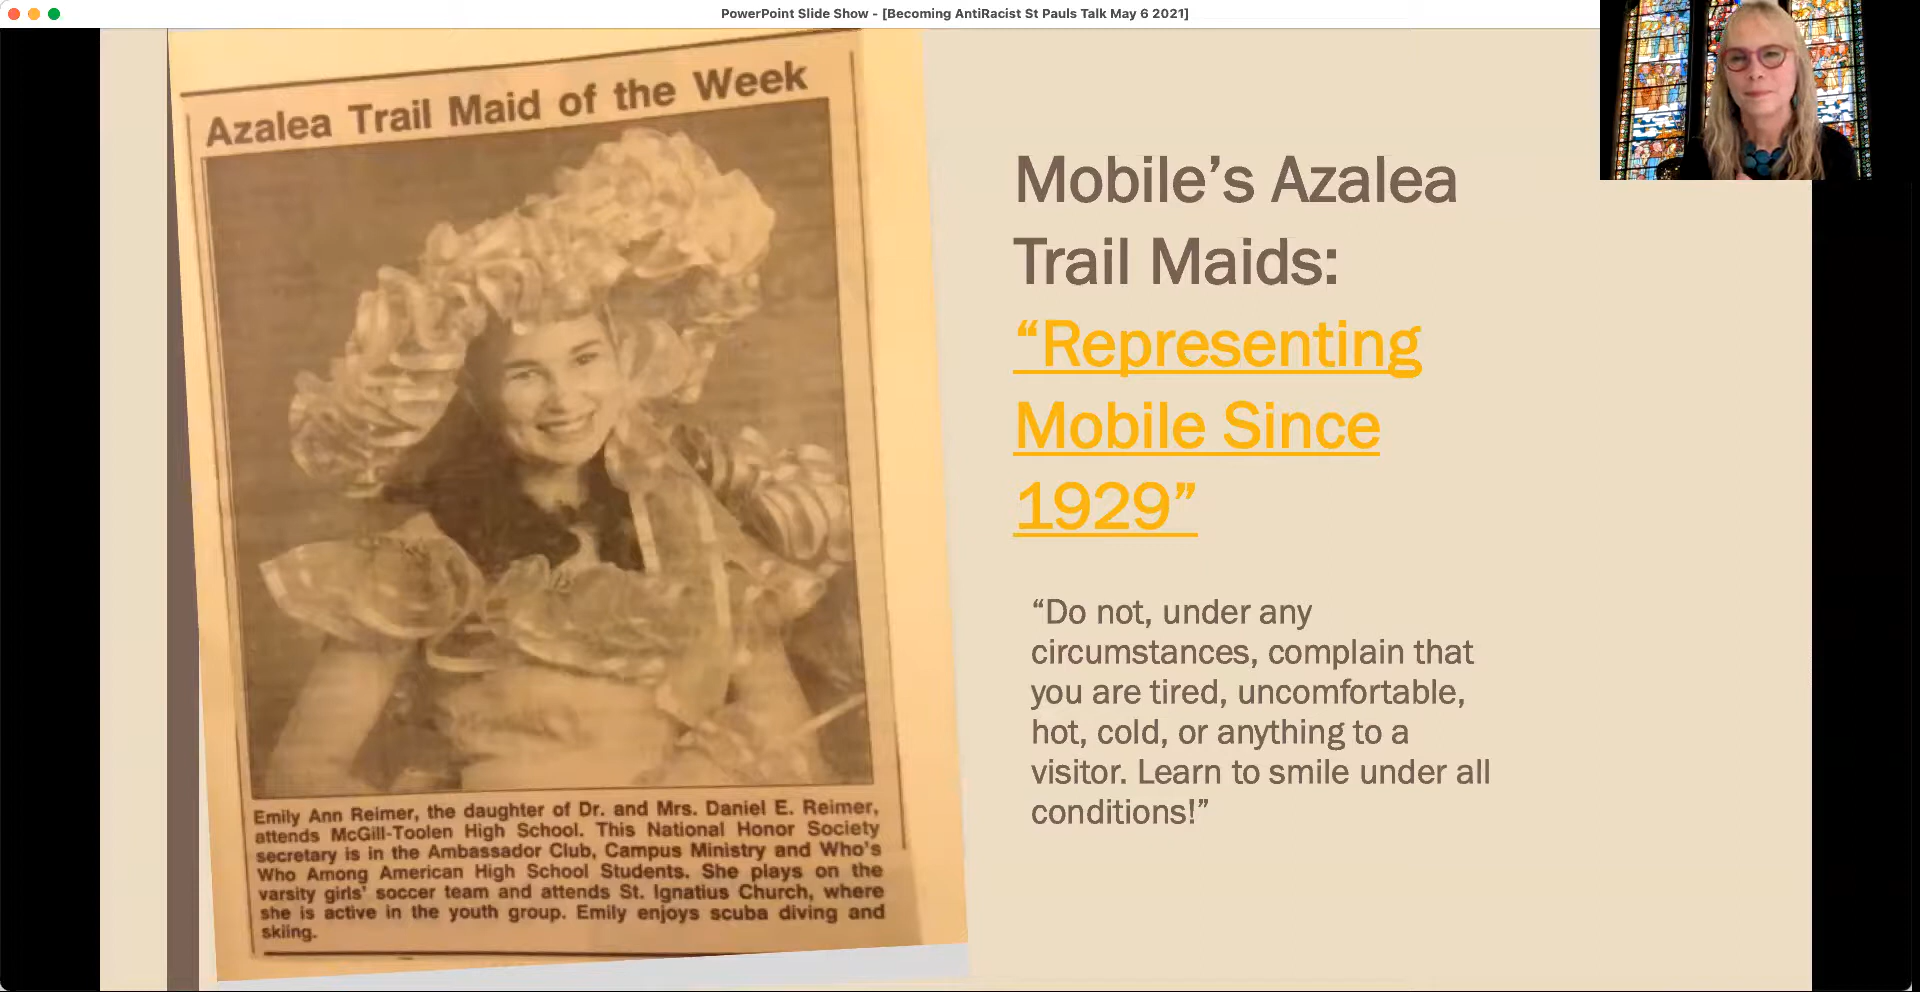 PowerPoint Slide Show - [Becoming AntiRacist St Pauls Talk May 6 2021]
Azalea Trail Maid of the Week
Emily Ann Reimer, the daughter of Dr. and Mrs. Daniel E. Reimer,
attends McGill-Toolen High School. This National Honor Society
secretary is in the Ambassador Club, Campus Ministry and Who's
Who Among American High School Students. She plays on the
varsity girls' soccer team and attends St. Ignatius Church, where
she is active in the youth group. Emily enjoys scuba diving and
skiing.
Mobile’s Azalea
Trail Maids:
“Representing
Mobile Since
1929”
“Do not, under any
circumstances, complain that
you are tired, uncomfortable,
hot, cold, or anything to a
visitor. Learn to smile under all
conditions!”